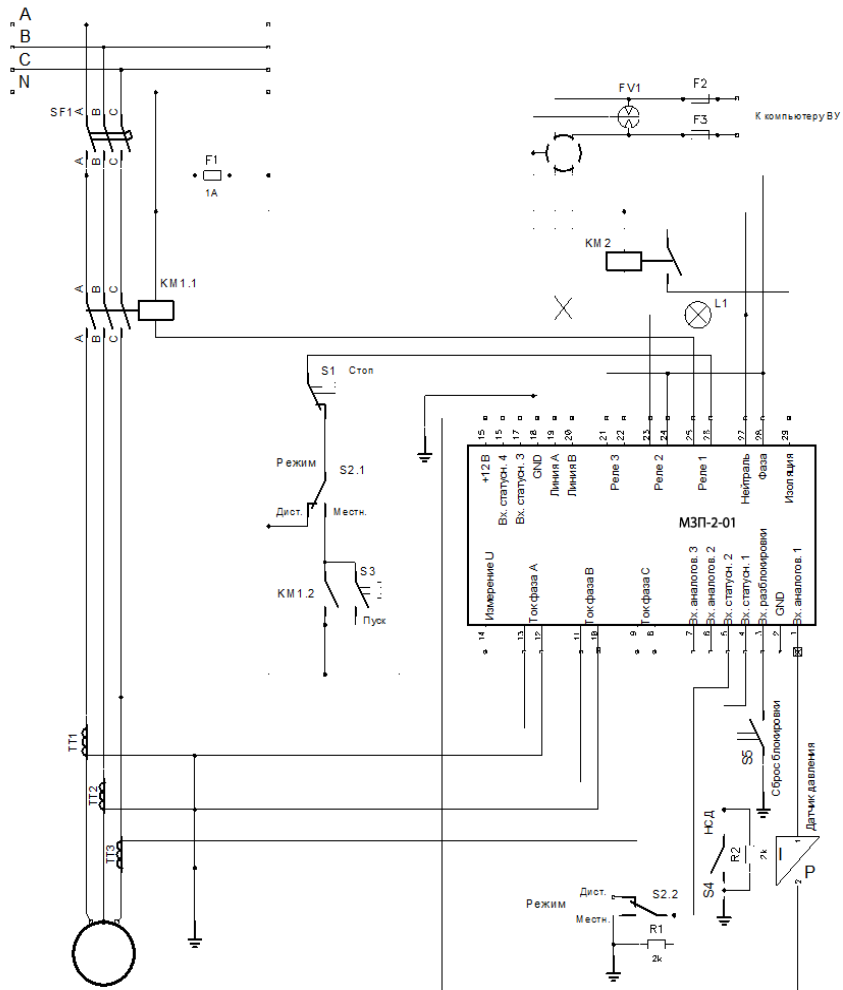 A
B
C
N
SF1
A
B
C
A
B
C
F1
1A
FV1
F2
F3
К компьютеру ВУ
KM2
L1
KM1.1
A
B
C
A
B
C
S1 Стоп
Режим
S2.1
Дист. Местн.
KM1.2
S3
Пуск
15 15 17 18 19 20 21 22 23 24 25 26 27 28 29
+12 В
Вх. статусн. 4
Вх. статусн. 3
GND
Линия А
Линия В
Реле 3
Реле 2
Реле 1
Нейтраль
Фаза
Изоляция
МЗП-2-01
Измерение U
Ток фаза А
Ток фаза В
Ток фаза С
Вх. аналогов. 3
Вх. аналогов. 2
Вх. статусн. 2
Вх. статусн. 1
Вх. разблокировки
GND
Вх. аналогов. 1
14 13 12 11 10 9 8 7 6 5 4 3 2 1
TT1
TT2
TT3
S5
Сброс блокировки
НСД
S4
R2
2k
Датчик давления
1
I
P
2
Режим
Дист.
Местн.
S2.2
R1
2k